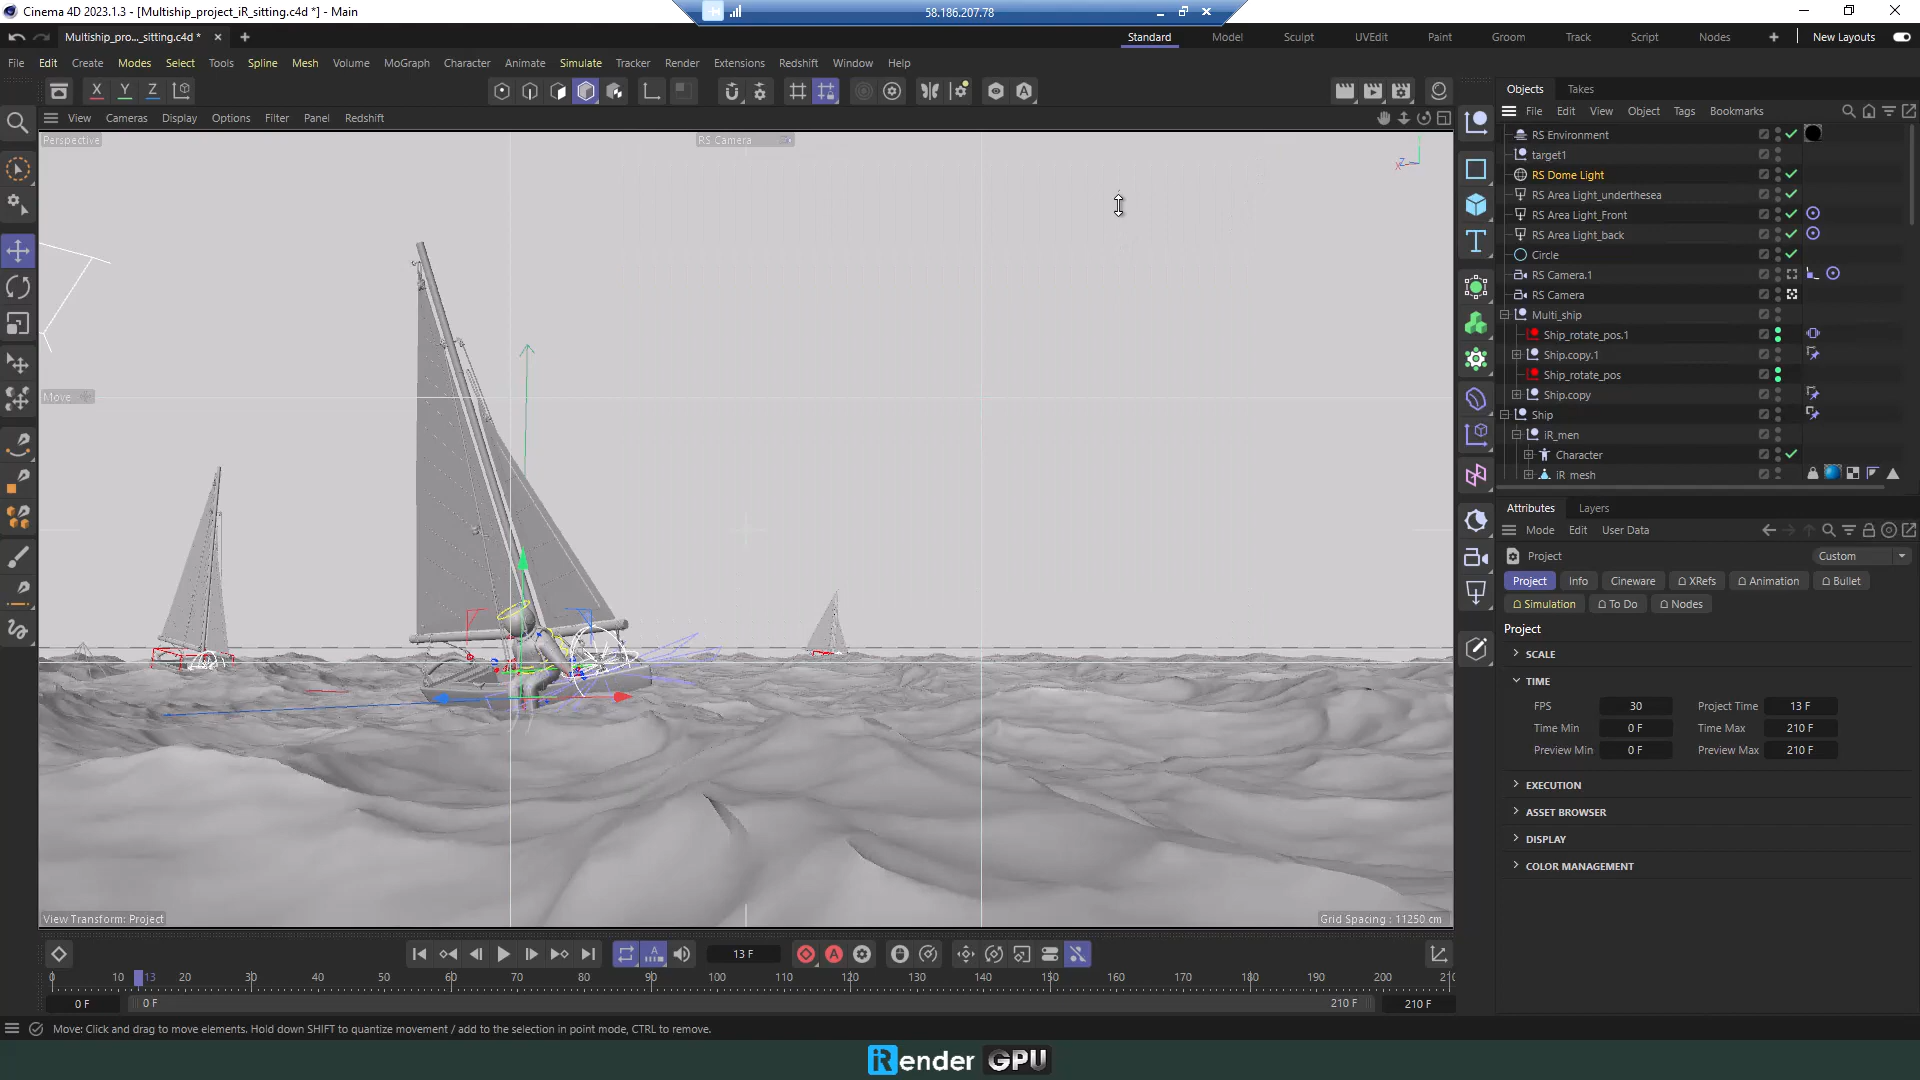 Cinema 4D 2023.1.3 - [Multiship_project_iR_sitting.c4d *] - Main
58.186.207.78
Multiship_pro..._sitting.c4d *
Standard Model Sculpt UVEdit Paint Groom Track Script Nodes New Layouts
File Edit Create Modes Select Tools Spline Mesh Volume MoGraph Character Animate Simulate Tracker Render Extensions Redshift Window Help
X Y Z
Objects Takes
View Cameras Display Options Filter Panel Redshift
File Edit View Object Tags Bookmarks
Perspective
RS Camera
RS Environment
target1
RS Dome Light
RS Area Light_underthesea
RS Area Light_Front
RS Area Light_back
Circle
RS Camera.1
RS Camera
Multi_ship
Ship_rotate_pos.1
Ship.copy.1
Ship_rotate_pos
Ship.copy
Ship
iR_men
Character
iR_mesh
Move
Attributes Layers
Mode Edit User Data
Project
Custom
Project Info Cineware XRefs Animation Bullet
Simulation To Do Nodes
Project
SCALE
TIME
FPS 30 Project Time 13 F
Time Min 0 F Time Max 210 F
Preview Min 0 F Preview Max 210 F
EXECUTION
ASSET BROWSER
DISPLAY
COLOR MANAGEMENT
View Transform: Project
Grid Spacing : 11250 cm
13 F
0 10 13 20 30 40 50 60 70 80 90 100 110 120 130 140 150 160 170 180 190 200 21(
0 F 0 F 210 F 210 F
Move: Click and drag to move elements. Hold down SHIFT to quantize movement / add to the selection in point mode, CTRL to remove.
iRender GPU